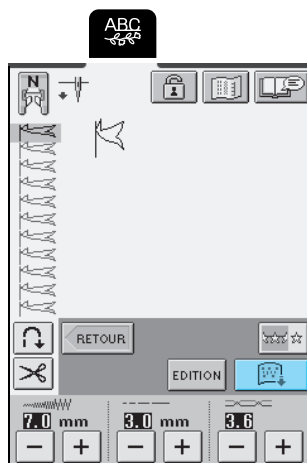 ABC
N
RETOUR
EDITION
7.0 mm 3.0 mm 3.6
- + - + - +